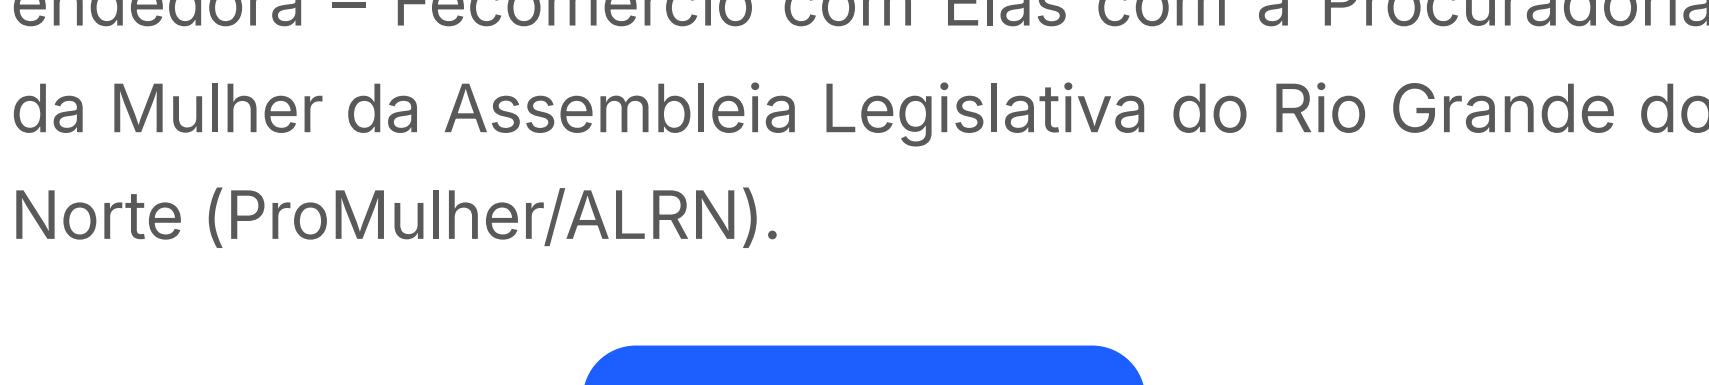 endedora – Fecomércio com Elas com a Procuradoria
da Mulher da Assembleia Legislativa do Rio Grande do
Norte (ProMulher/ALRN).